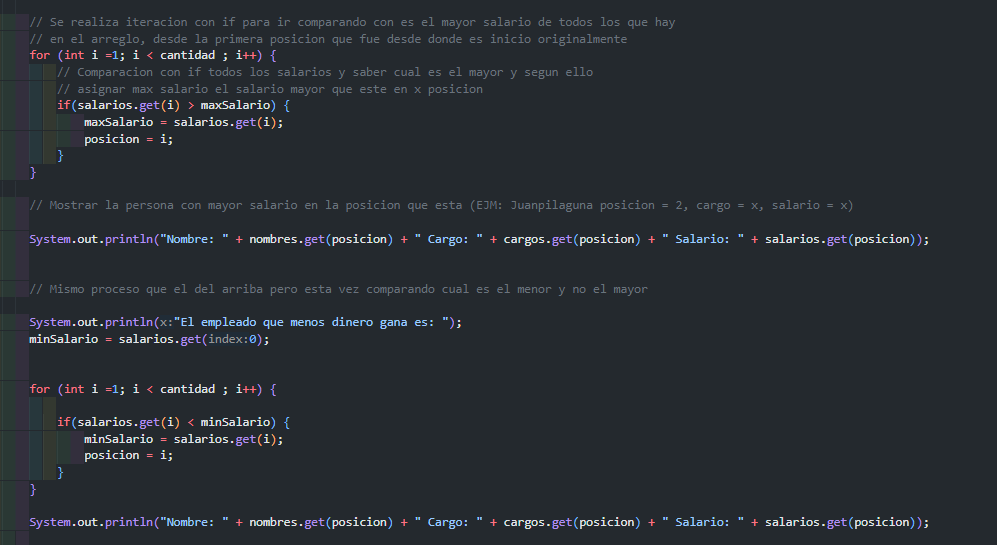 // Se realiza iteracion con if para ir comparando con es el mayor salario de todos los que hay
// en el arreglo, desde la primera posicion que fue desde donde es inicio originalmente
for (int i =1; i < cantidad ; i++) {
// Comparacion con if todos los salarios y saber cual es el mayor y segun ello
// asignar max salario el salario mayor que este en x posicion
if(salarios.get(i) > maxSalario) {
maxSalario = salarios.get(i);
posicion = i;
}
}
// Mostrar la persona con mayor salario en la posicion que esta (EJM: Juanpilaguna posicion = 2, cargo = x, salario = x)
System.out.println("Nombre: " + nombres.get(posicion) + " Cargo: " + cargos.get(posicion) + " Salario: " + salarios.get(posicion));
// Mismo proceso que el del arriba pero esta vez comparando cual es el menor y no el mayor
System.out.println(x:"El empleado que menos dinero gana es: ");
minSalario = salarios.get(index:0);
for (int i =1; i < cantidad ; i++) {
if(salarios.get(i) < minSalario) {
minSalario = salarios.get(i);
posicion = i;
}
}
System.out.println("Nombre: " + nombres.get(posicion) + " Cargo: " + cargos.get(posicion) + " Salario: " + salarios.get(posicion));